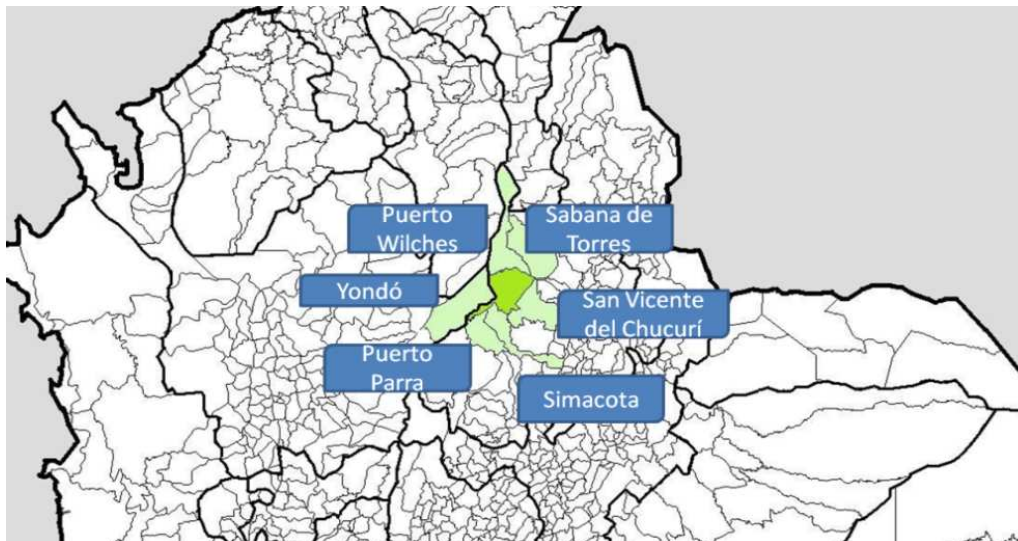 Puerto
Wilches
Sabana de
Torres
Yondó
San Vicente
del Chucurí
Puerto
Parra
Simacota